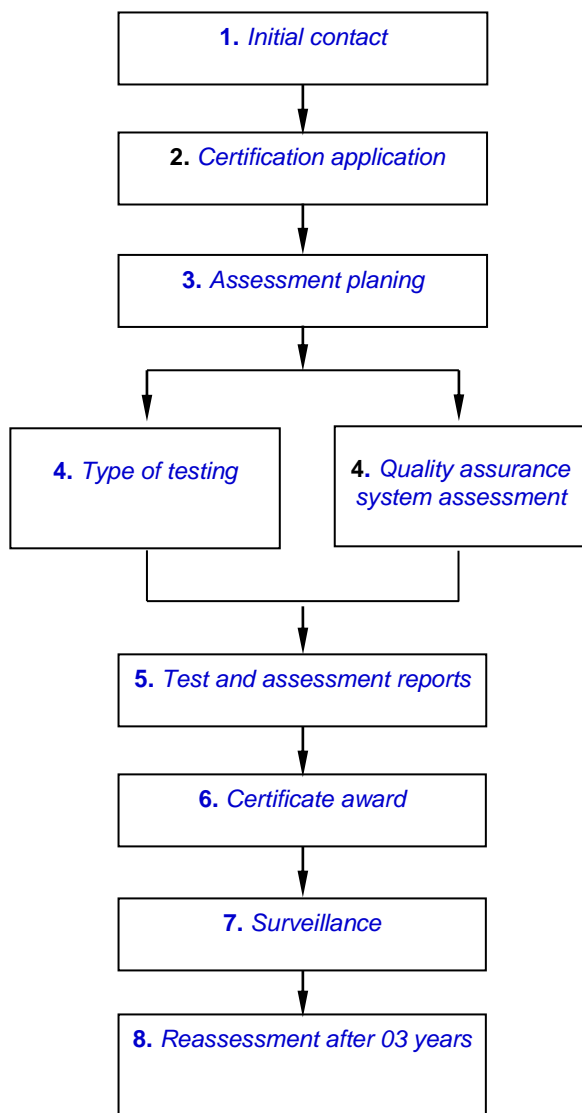 1. Initial contact
2. Certification application
3. Assessment planing
4. Type of testing
4. Quality assurance
system assessment
5. Test and assessment reports
6. Certificate award
7. Surveillance
8. Reassessment after 03 years